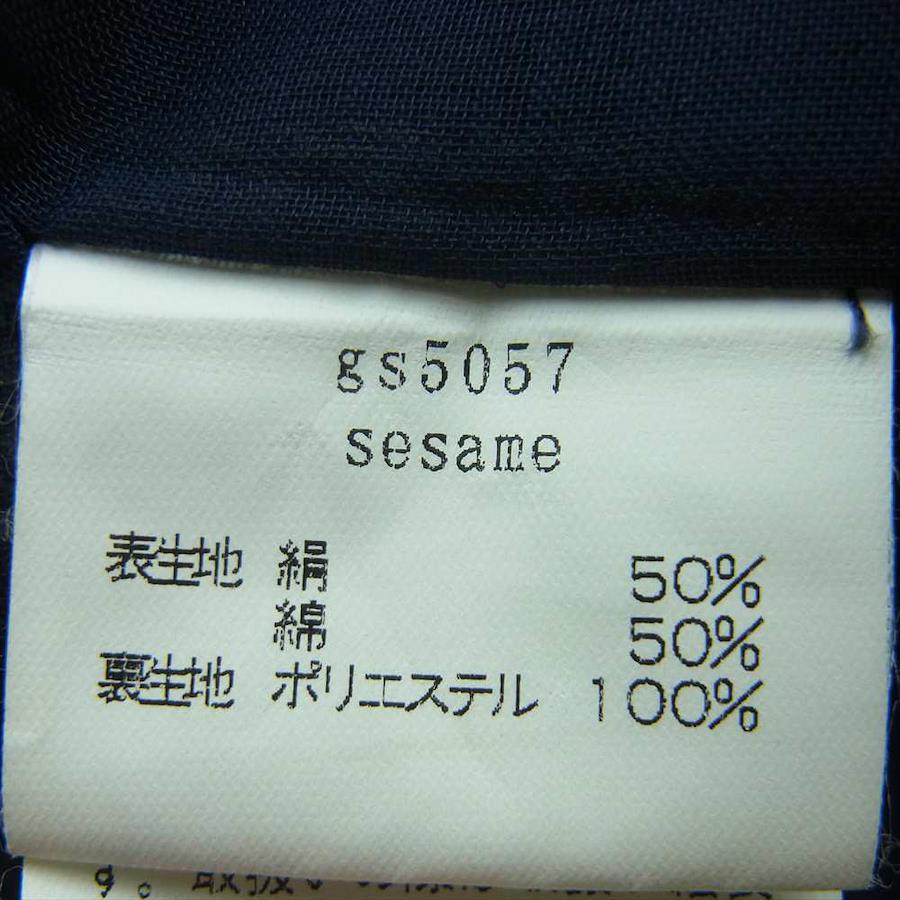 gs5057
sesame
表生地 絹 50%
綿 50%
裏生地 ポリエステル 100%